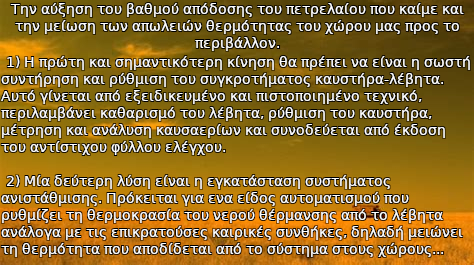 Την αύξηση του βαθμού απόδοσης του πετρελαίου που καίμε και
την μείωση των απωλειών θερμότητας του χώρου μας προς το
περιβάλλον.
1) Η πρώτη και σημαντικότερη κίνηση θα πρέπει να είναι η σωστή
συντήρηση και ρύθμιση του συγκροτήματος καυστήρα-λέβητα.
Αυτό γίνεται από εξειδικευμένο και πιστοποιημένο τεχνικό,
περιλαμβάνει καθαρισμό του λέβητα, ρύθμιση του καυστήρα,
μέτρηση και ανάλυση καυσαερίων και συνοδεύεται από έκδοση
του αντίστιχου φύλλου ελέγχου.
2) Μία δεύτερη λύση είναι η εγκατάσταση συστήματος
ανιστάθμισης. Πρόκειται για ενα είδος αυτοματισμού που
ρυθμίζει τη θερμοκρασία του νερού θέρμανσης από το λέβητα
ανάλογα με τις επικρατούσες καιρικές συνθήκες, δηλαδή μειώνει
τη θερμότητα που αποδίδεται από το σύστημα στους χώρους...